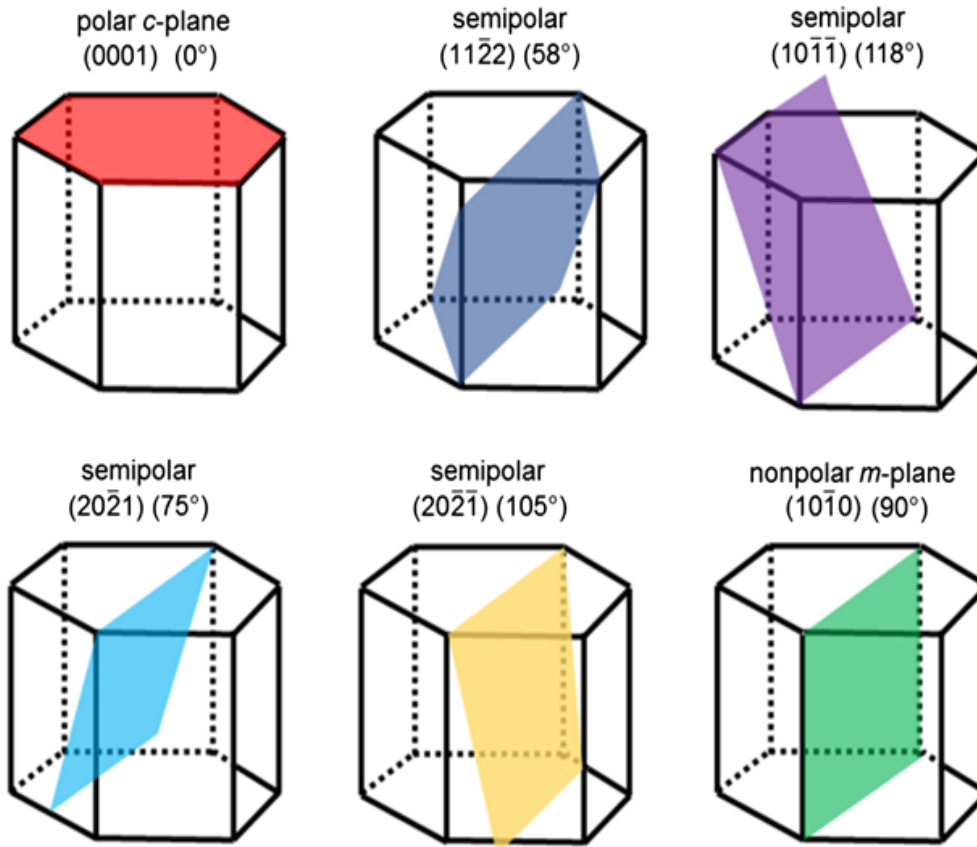 polar c-plane
(0001) (0°)
semipolar
(112̄2) (58°)
semipolar
(101̄1̄) (118°)
semipolar
(202̄1) (75°)
semipolar
(202̄1̄) (105°)
nonpolar m-plane
(101̄0) (90°)